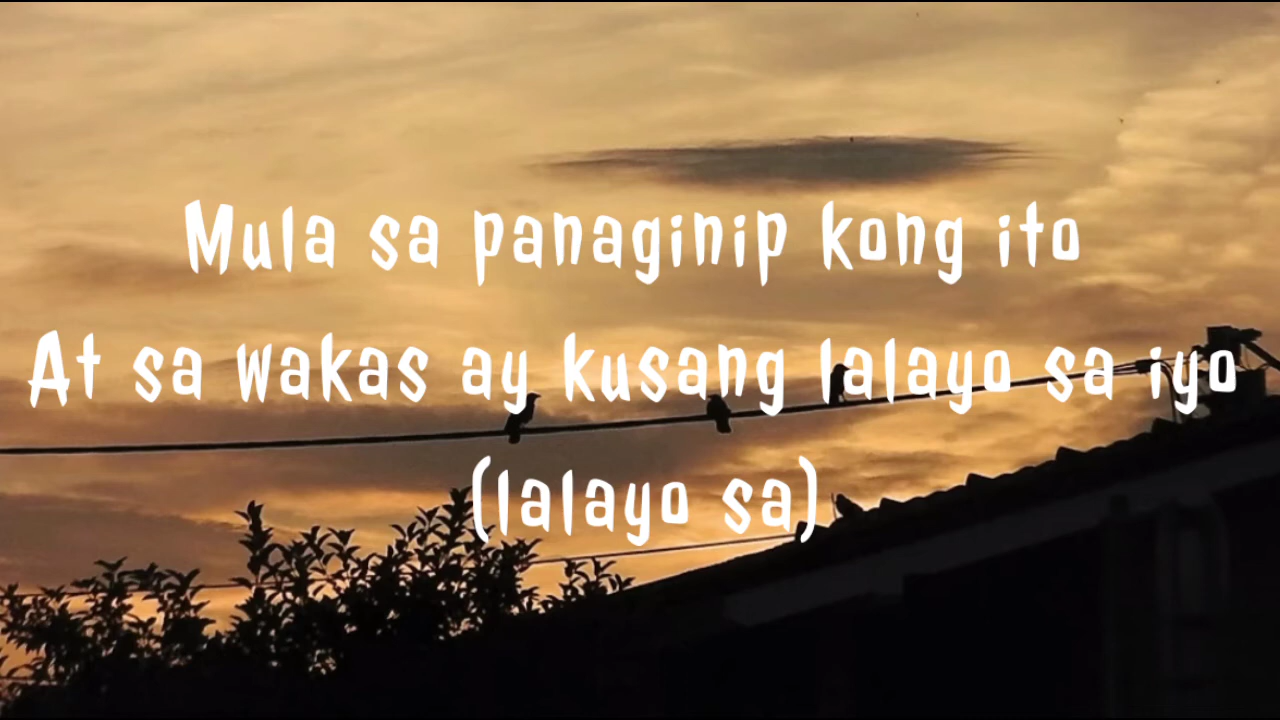 Mula sa panaginip kong ito
At sa wakas ay kusang lalayo sa iyo
(lalayo sa)